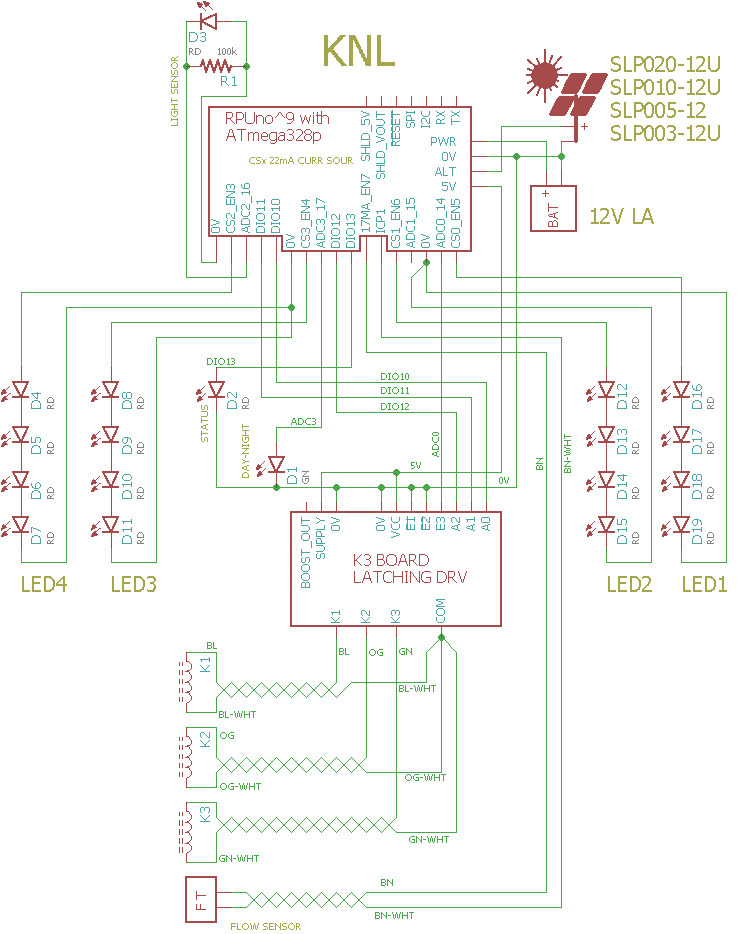 D3
RD 100k
R1
LIGHT SENSOR
KNL
SLP020-12U
SLP010-12U
SLP005-12
SLP003-12U
RPUno^9 with
ATmega328p
CSx 22mA CURR SOUR
SHLD_5V
SHLD_VOUT
RESET
SPI
I2C
RX
TX
PWR
0V
ALT
5V
+
+
BAT
12V LA
0V
CS2_EN3
ADC2_16
DIO11
DIO10
0V
CS3_EN4
ADC3_17
DIO12
DIO13
17MA_EN7
ICP1
CS1_EN6
ADC1_15
0V
ADC0_14
CS0_EN5
DIO13
DIO10
DIO11
DIO12
ADC3
ADC0
5V
0V
BN
BN-WHT
D4
RD
D5
RD
D6
RD
D7
RD
LED4
D8
RD
D9
RD
D10
RD
D11
RD
LED3
D2
RD
STATUS
DAY-NIGHT
D1
GN
D12
RD
D13
RD
D14
RD
D15
RD
LED2
D16
RD
D17
RD
D18
RD
D19
RD
LED1
BOOST_OUT
SUPPLY
0V
0V
VCC
E1
E2
E3
A2
A1
A0
K3 BOARD
LATCHING DRV
K1
K2
K3
COM
BL
OG
GN
BL
K1
BL-WHT
BL-WHT
K2
OG
OG-WHT
OG-WHT
K3
GN-WHT
GN-WHT
FT
BN
BN-WHT
FLOW SENSOR